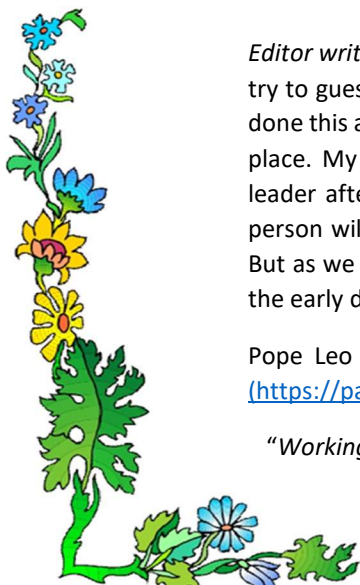 Editor writ
try to gues
done this a
place. My
leader afte
person wil
But as we
the early d
Pope Leo
(https://pa
“Working